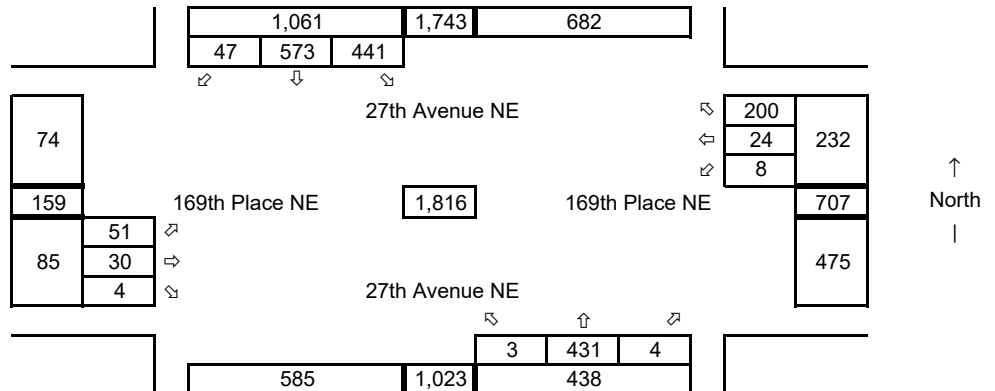 1,061 1,743 682
47 573 441
⬃ ⇩ ⬂
27th Avenue NE
⬁ 200
74 ⇦ 24 232
⬃ 8
↑
159 169th Place NE 1,816 169th Place NE 707 North
51 ⬀ |
85 30 ⇨ 475
4 ⬂ 27th Avenue NE
⬁ ⇧ ⬀
3 431 4
585 1,023 438